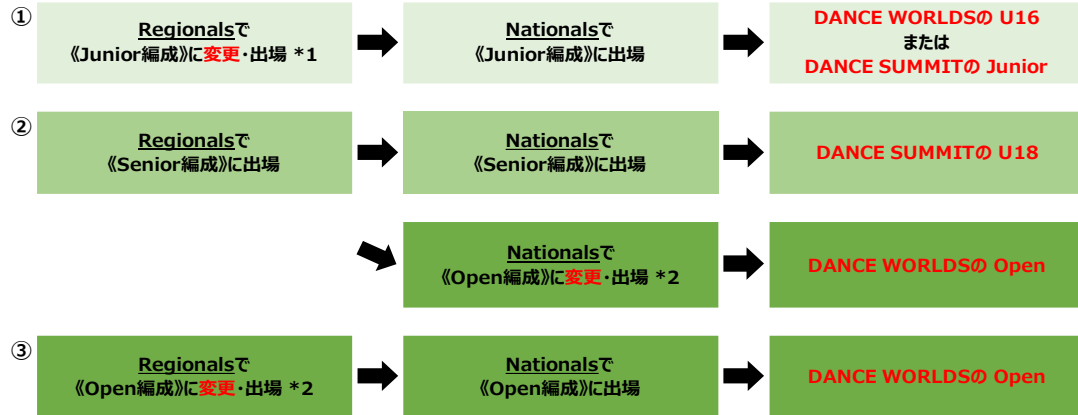 ①
Regionalsで
《Junior編成》に変更・出場 *1
Nationalsで
《Junior編成》に出場
DANCE WORLDSの U16
または
DANCE SUMMITの Junior
②
Regionalsで
《Senior編成》に出場
Nationalsで
《Senior編成》に出場
DANCE SUMMITの U18
Nationalsで
《Open編成》に変更・出場 *2
DANCE WORLDSの Open
③
Regionalsで
《Open編成》に変更・出場 *2
Nationalsで
《Open編成》に出場
DANCE WORLDSの Open